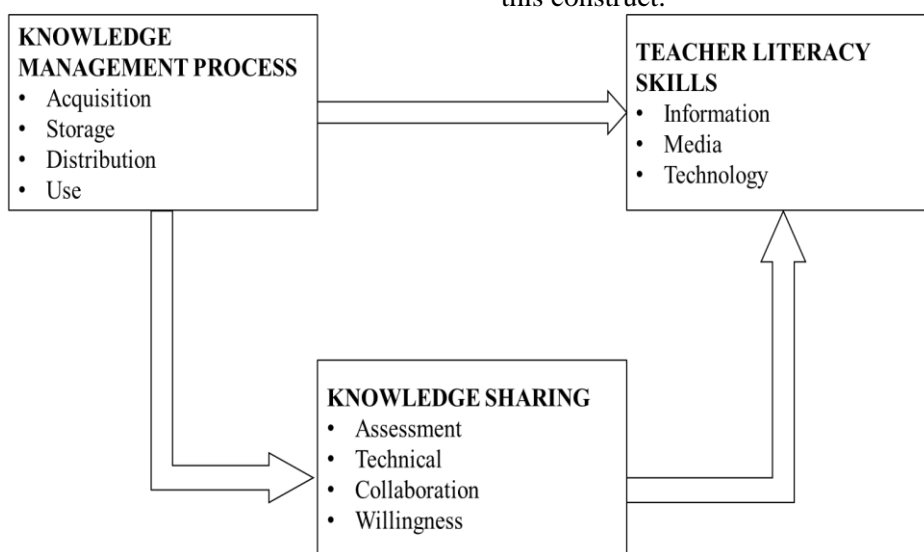 this construct.
KNOWLEDGE
MANAGEMENT PROCESS
• Acquisition
• Storage
• Distribution
• Use
TEACHER LITERACY
SKILLS
• Information
• Media
• Technology
KNOWLEDGE SHARING
• Assessment
• Technical
• Collaboration
• Willingness